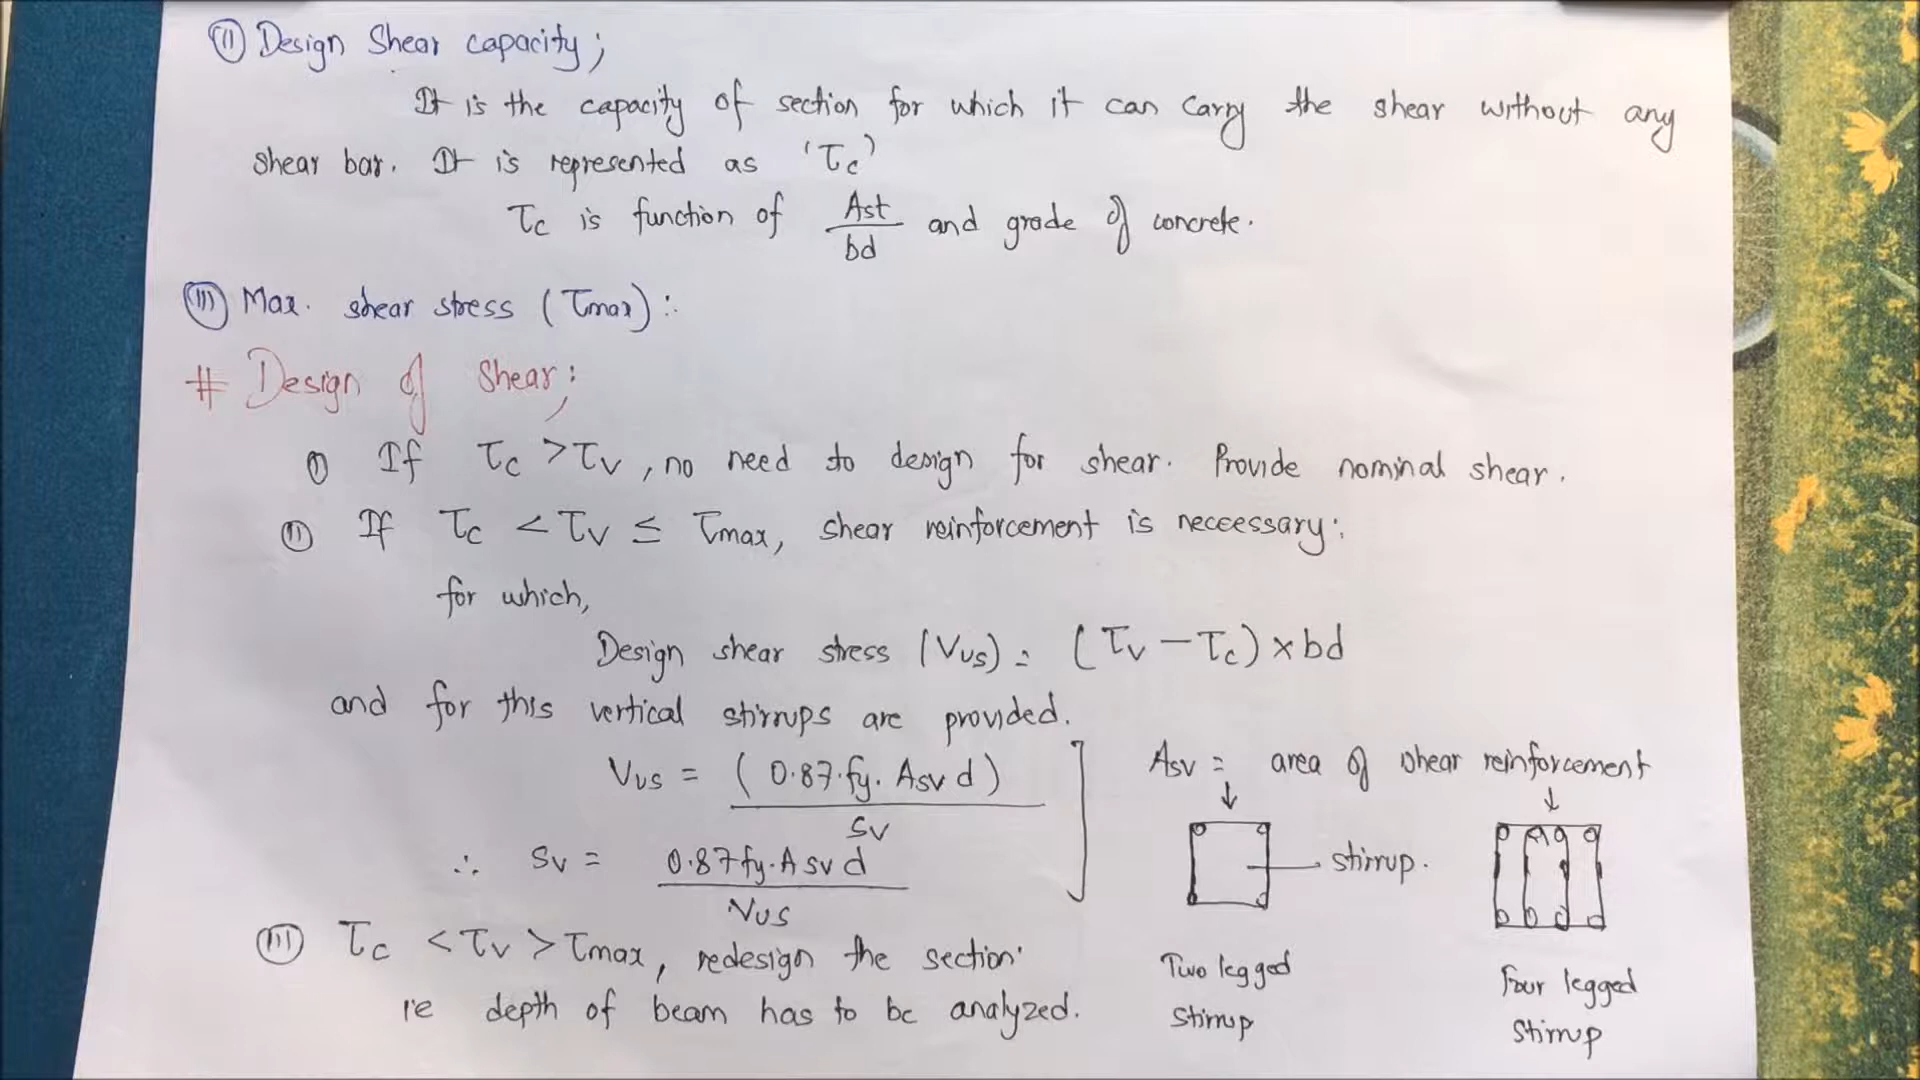 (II) Design Shear capacity;
It is the capacity of section for which it can carry the shear without any
shear bar. It is represented as 'τc'
τc is function of Ast/bd and grade of concrete.
(III) Max. shear stress (τmax):
# Design of Shear:
(I) If τc > τv, no need to design for shear. Provide nominal shear.
(II) If τc < τv ≤ τmax, shear reinforcement is neccessary:
for which,
Design shear stress (Vus) = (τv − τc) × bd
and for this vertical stirrups are provided.
Vus = (0.87.fy. Asv d) / Sv
∴ Sv = 0.87fy.Asv d / Vus
Asv = area of shear reinforcement
stirrup.
Two legged
Stirrup
Four legged
Stirrup
(III) τc < τv > τmax, redesign the section
ie depth of beam has to be analyzed.